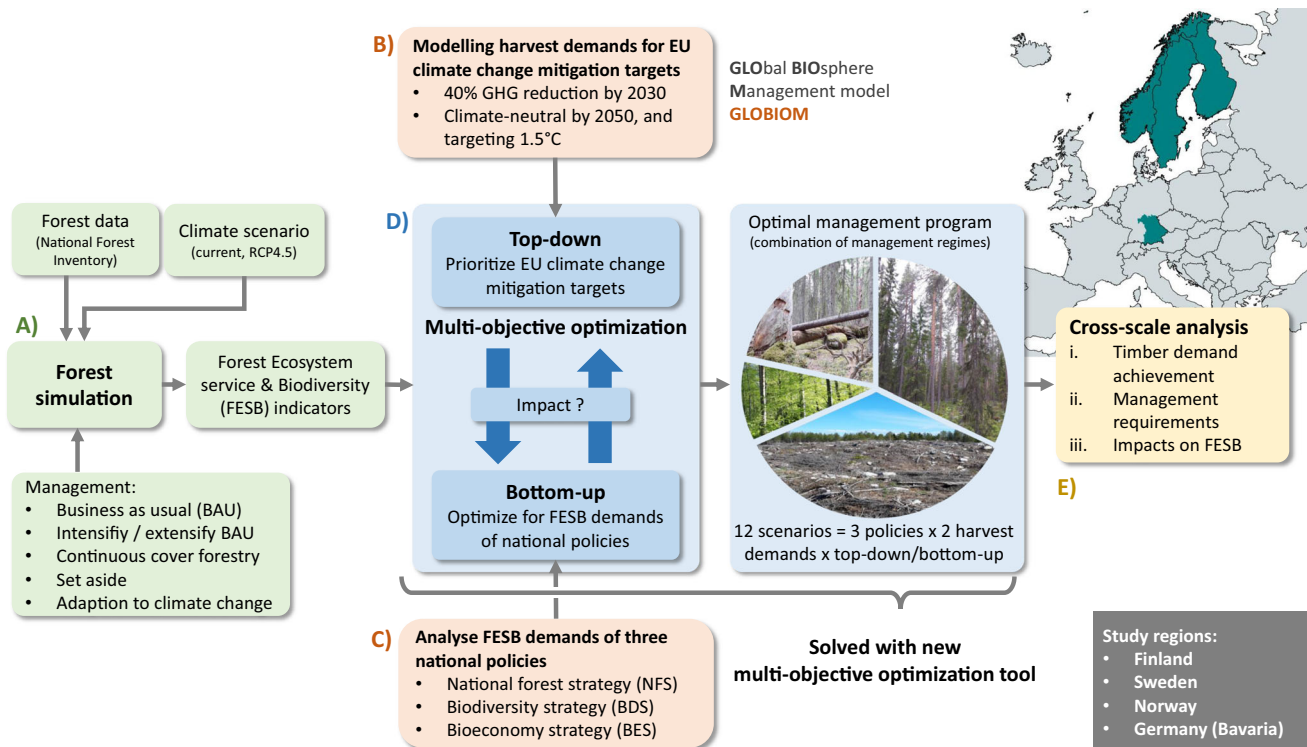 B)
Modelling harvest demands for EU
climate change mitigation targets
• 40% GHG reduction by 2030
• Climate-neutral by 2050, and
targeting 1.5°C
GLObal BIOsphere
Management model
GLOBIOM
Forest data
(National Forest
Inventory)
Climate scenario
(current, RCP4.5)
A)
Forest
simulation
Forest Ecosystem
service & Biodiversity
(FESB) indicators
Management:
• Business as usual (BAU)
• Intensifiy / extensify BAU
• Continuous cover forestry
• Set aside
• Adaption to climate change
D)
Top-down
Prioritize EU climate change
mitigation targets
Multi-objective optimization
Impact ?
Bottom-up
Optimize for FESB demands
of national policies
Optimal management program
(combination of management regimes)
12 scenarios = 3 policies x 2 harvest
demands x top-down/bottom-up
Cross-scale analysis
i. Timber demand
achievement
ii. Management
requirements
iii. Impacts on FESB
E)
C)
Analyse FESB demands of three
national policies
• National forest strategy (NFS)
• Biodiversity strategy (BDS)
• Bioeconomy strategy (BES)
Solved with new
multi-objective optimization tool
Study regions:
• Finland
• Sweden
• Norway
• Germany (Bavaria)